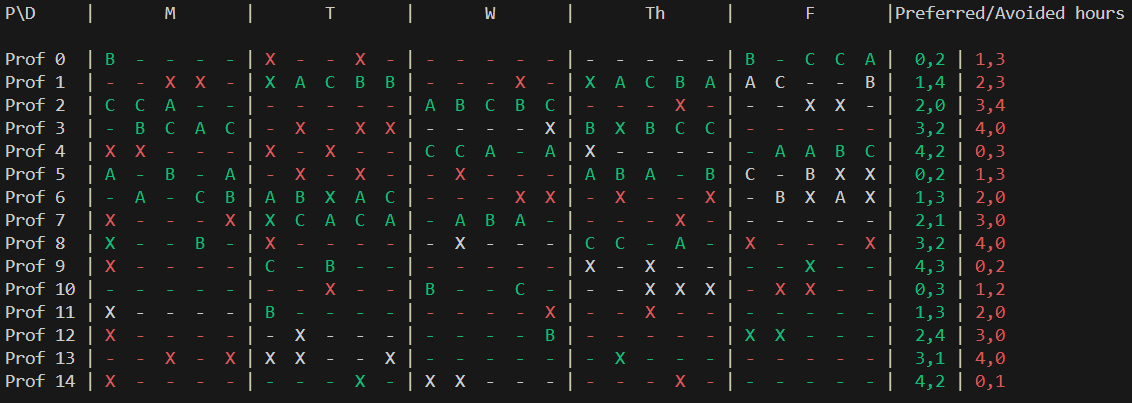 P\D | M | T | W | Th | F |Preferred/Avoided hours
Prof 0 | B - - - - | X - - X - | - - - - - | - - - - - | B - C C A | 0,2 | 1,3
Prof 1 | - - X X - | X A C B B | - - - X - | X A C B A | A C - - B | 1,4 | 2,3
Prof 2 | C C A - - | - - - - - | A B C B C | - - - X - | - - X X - | 2,0 | 3,4
Prof 3 | - B C A C | - X - X X | - - - - X | B X B C C | - - - - - | 3,2 | 4,0
Prof 4 | X X - - - | X - X - - | C C A - A | X - - - - | - A A B C | 4,2 | 0,3
Prof 5 | A - B - A | - X - X - | - X - - - | A B A - B | C - B X X | 0,2 | 1,3
Prof 6 | - A - C B | A B X A C | - - - X X | - X - - X | - B X A X | 1,3 | 2,0
Prof 7 | X - - - X | X C A C A | - A B A - | - - - X - | - - - - - | 2,1 | 3,0
Prof 8 | X - - B - | X - - - - | - X - - - | C C - A - | X - - - X | 3,2 | 4,0
Prof 9 | X - - - - | C - B - - | - - - - - | X - X - - | - - X - - | 4,3 | 0,2
Prof 10 | - - - - - | - - X - - | B - - C - | - - X X X | - X X - - | 0,3 | 1,2
Prof 11 | X - - - - | B - - - - | - - - - X | - - X - - | - - - - - | 1,3 | 2,0
Prof 12 | X - - - - | - X - - - | - - - - B | - - - - - | X X - - - | 2,4 | 3,0
Prof 13 | - - X - X | X X - - X | - - - - - | - X - - - | - - - - - | 3,1 | 4,0
Prof 14 | X - - - - | - - - X - | X X - - - | - - - X - | - - - - - | 4,2 | 0,1